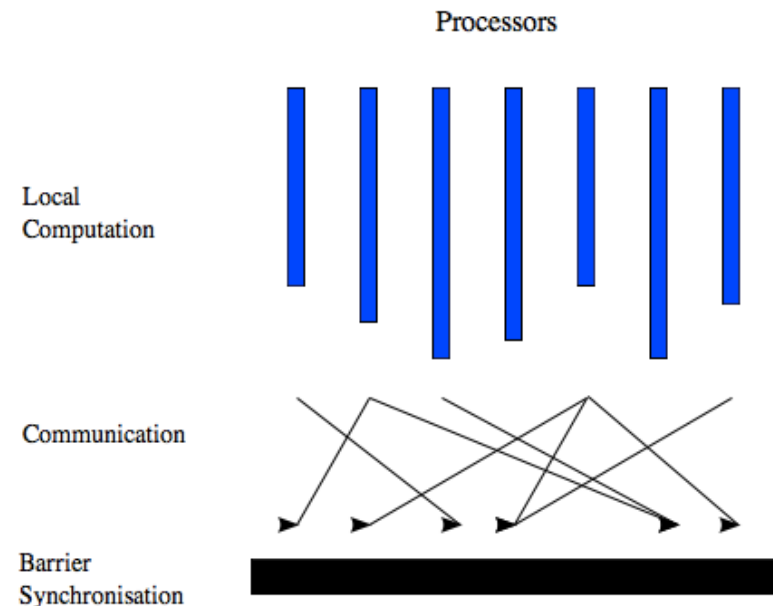 Processors
Local
Computation
Communication
Barrier
Synchronisation